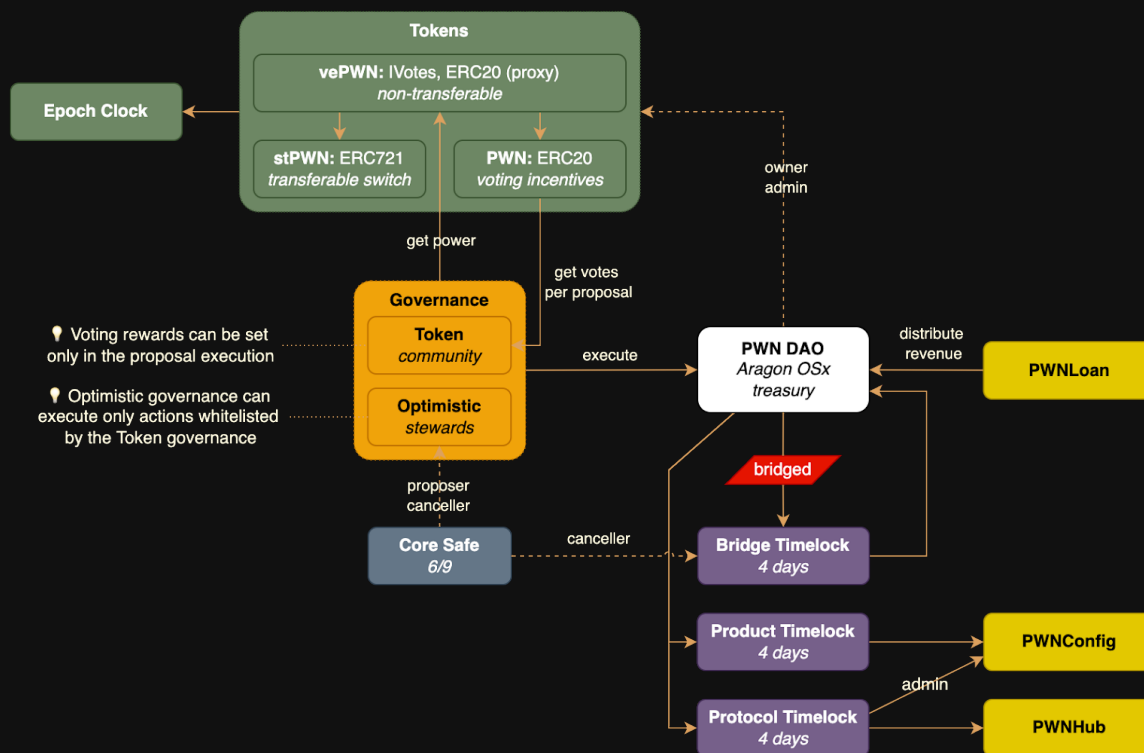 Tokens
vePWN: IVotes, ERC20 (proxy)
non-transferable
Epoch Clock
stPWN: ERC721
transferable switch
PWN: ERC20
voting incentives
owner
admin
get power
get votes
per proposal
Governance
Token
community
💡 Voting rewards can be set
only in the proposal execution
execute
PWN DAO
Aragon OSx
treasury
distribute
revenue
PWNLoan
💡 Optimistic governance can
execute only actions whitelisted
by the Token governance
Optimistic
stewards
bridged
proposer
canceller
Core Safe
6/9
canceller
Bridge Timelock
4 days
Product Timelock
4 days
PWNConfig
admin
Protocol Timelock
4 days
PWNHub